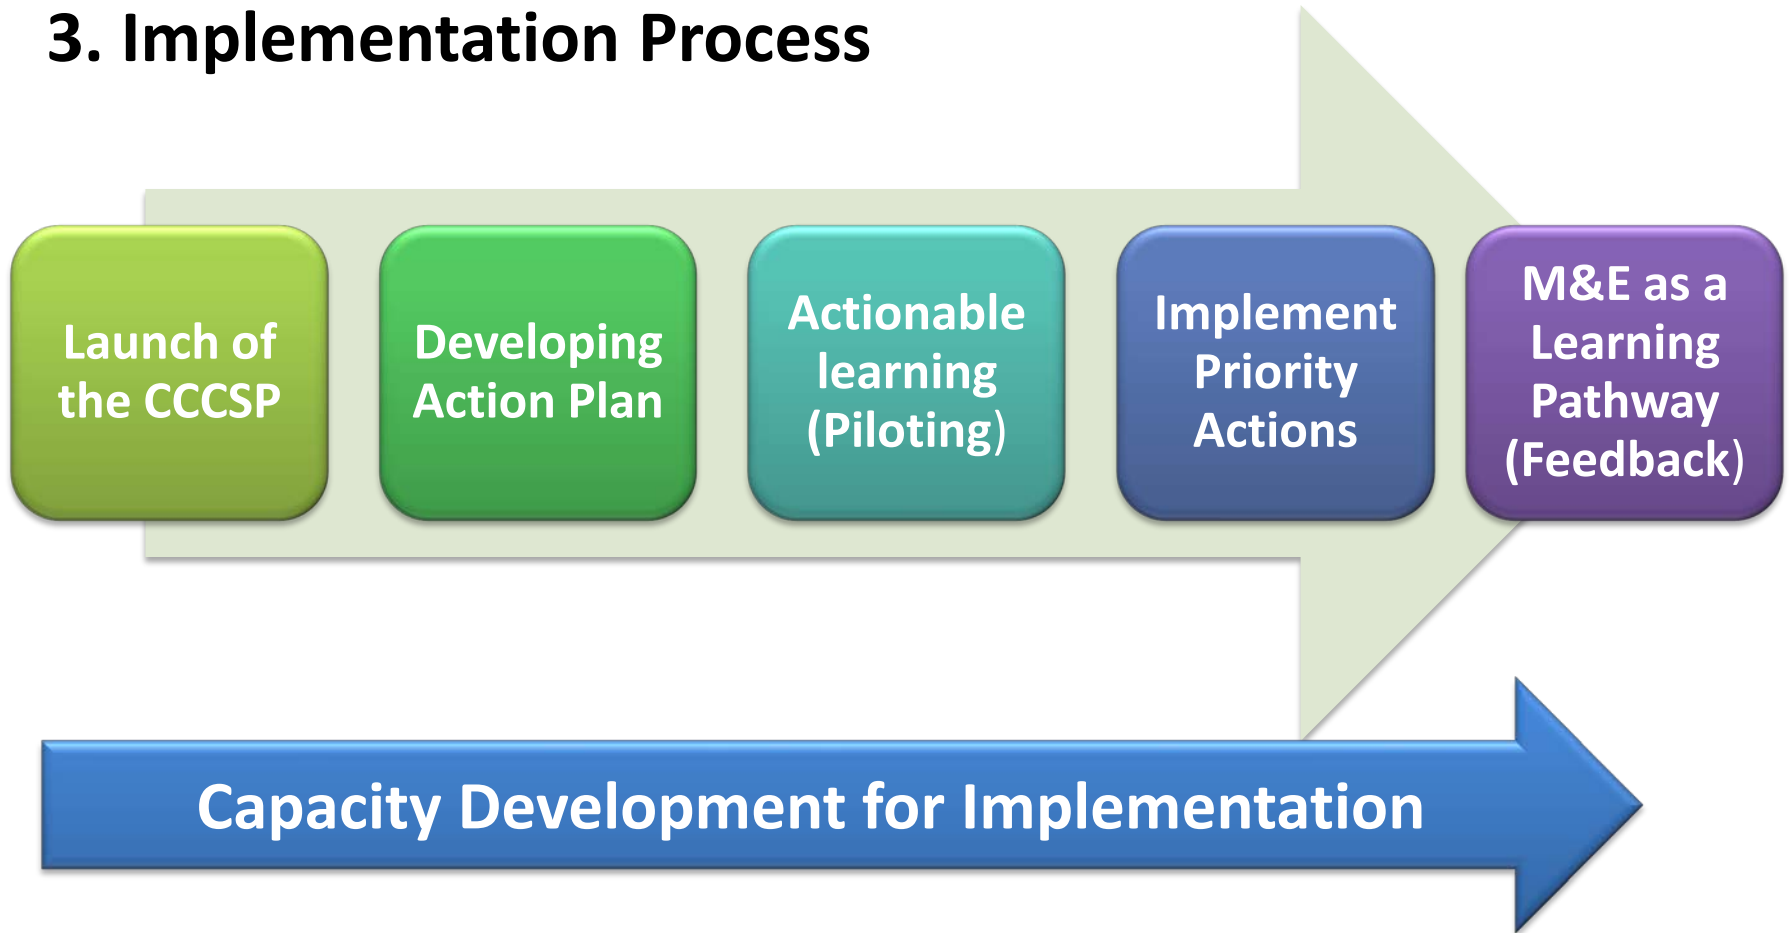 3. Implementation Process
Launch of
the CCCSP
Developing
Action Plan
Actionable
learning
(Piloting)
Implement
Priority
Actions
M&E as a
Learning
Pathway
(Feedback)
Capacity Development for Implementation